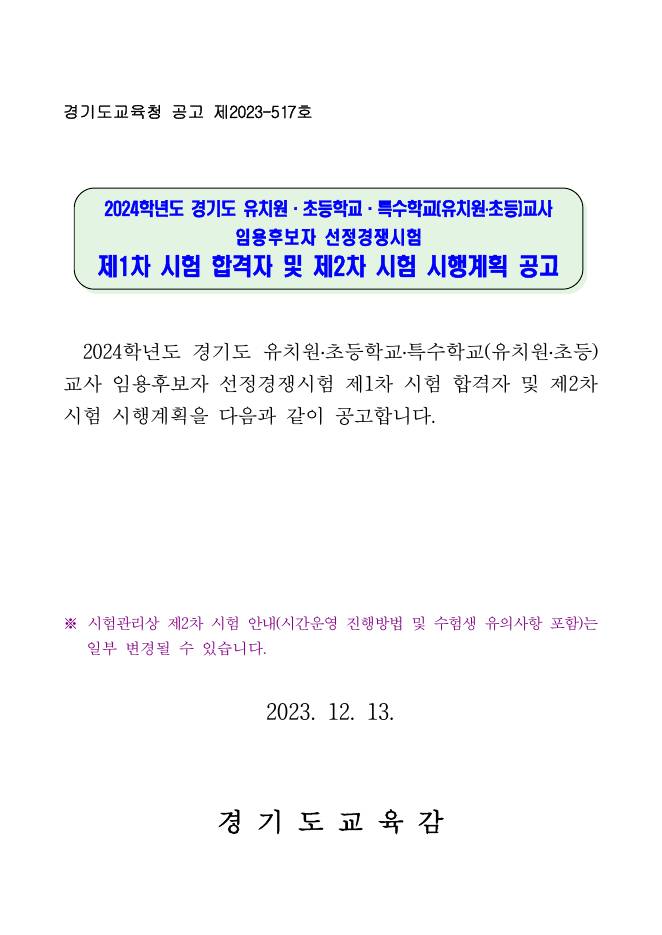 경기도교육청 공고 제2023-517호
2024학년도 경기도 유치원·초등학교·특수학교(유치원·초등)교사
임용후보자 선정경쟁시험
제1차 시험 합격자 및 제2차 시험 시행계획 공고
2024학년도 경기도 유치원·초등학교·특수학교(유치원·초등)
교사 임용후보자 선정경쟁시험 제1차 시험 합격자 및 제2차
시험 시행계획을 다음과 같이 공고합니다.
※ 시험관리상 제2차 시험 안내(시간운영 진행방법 및 수험생 유의사항 포함)는
일부 변경될 수 있습니다.
2023. 12. 13.
경 기 도 교 육 감